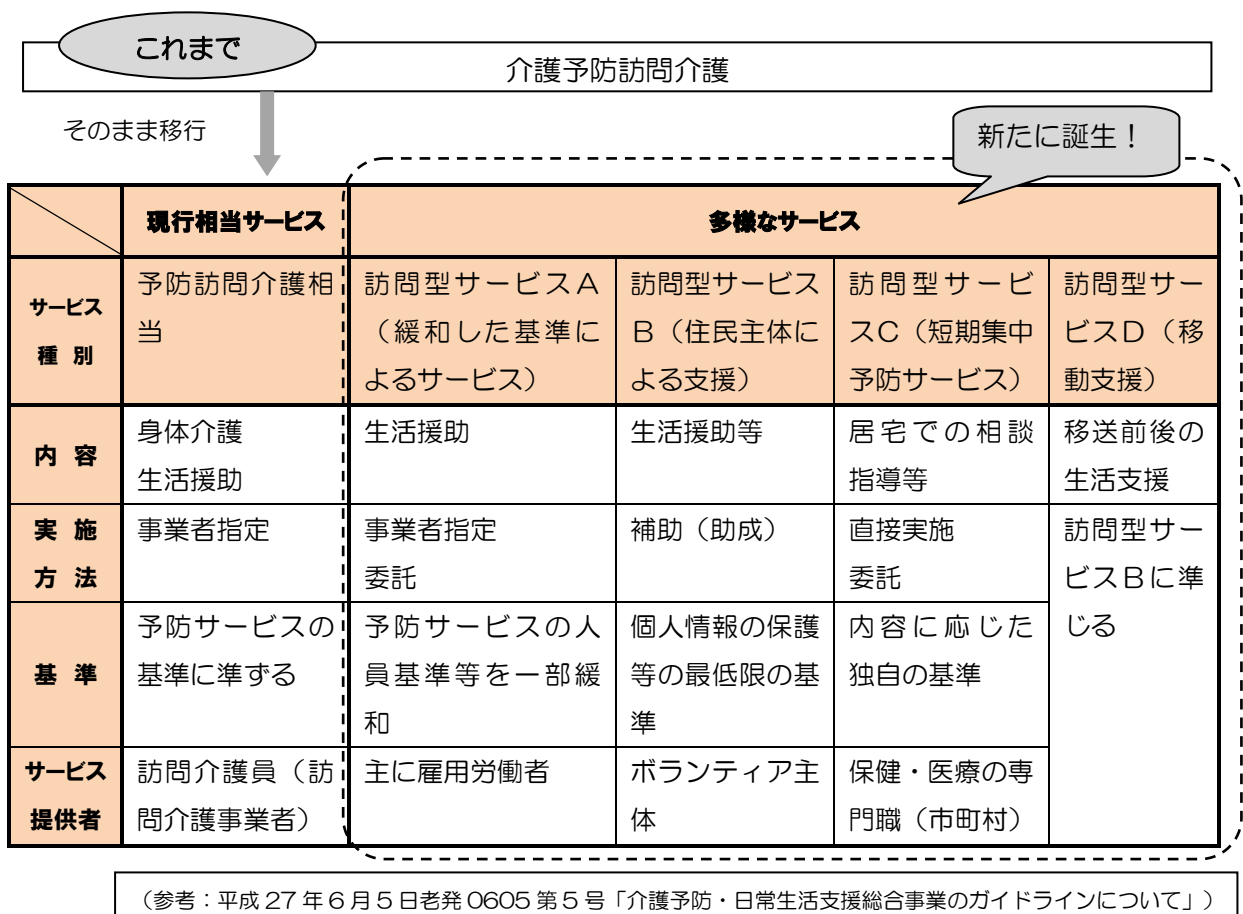 これまで
介護予防訪問介護
そのまま移行
新たに誕生！
現行相当サービス
多様なサービス
サービス
種 別
予防訪問介護相
当
訪問型サービスＡ
（緩和した基準に
よるサービス）
訪問型サービス
Ｂ（住民主体に
よる支援）
訪問型サービ
スＣ（短期集中
予防サービス）
訪問型サー
ビスＤ（移
動支援）
内 容
身体介護
生活援助
生活援助
生活援助等
居宅での相談
指導等
移送前後の
生活支援
実 施
方 法
事業者指定
事業者指定
委託
補助（助成）
直接実施
委託
訪問型サー
ビスＢに準
じる
基 準
予防サービスの
基準に準ずる
予防サービスの人
員基準等を一部緩
和
個人情報の保護
等の最低限の基
準
内容に応じた
独自の基準
サービス
提供者
訪問介護員（訪
問介護事業者）
主に雇用労働者
ボランティア主
体
保健・医療の専
門職（市町村）
（参考：平成 27 年６月５日老発 0605 第５号「介護予防・日常生活支援総合事業のガイドラインについて」）